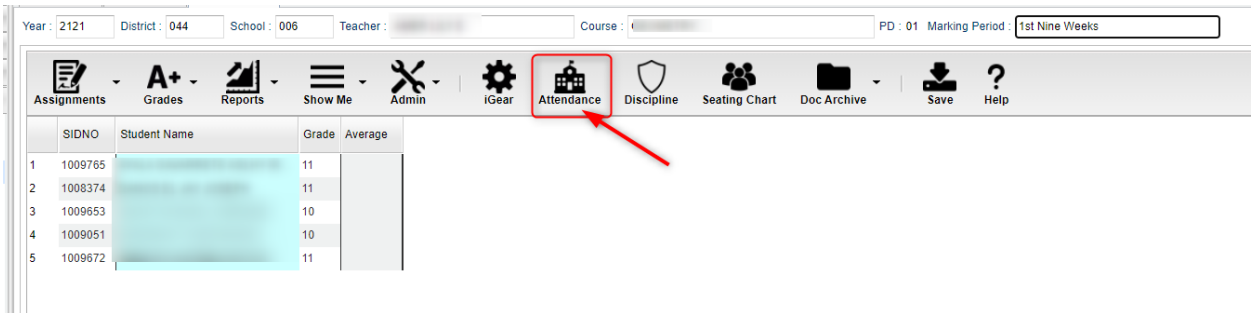 Year : 2121 District : 044 School : 006 Teacher : Course : PD : 01 Marking Period : 1st Nine Weeks
Assignments Grades Reports Show Me Admin iGear Attendance Discipline Seating Chart Doc Archive Save Help
SIDNO Student Name Grade Average
1 1009765 11
2 1008374 11
3 1009653 10
4 1009051 10
5 1009672 11